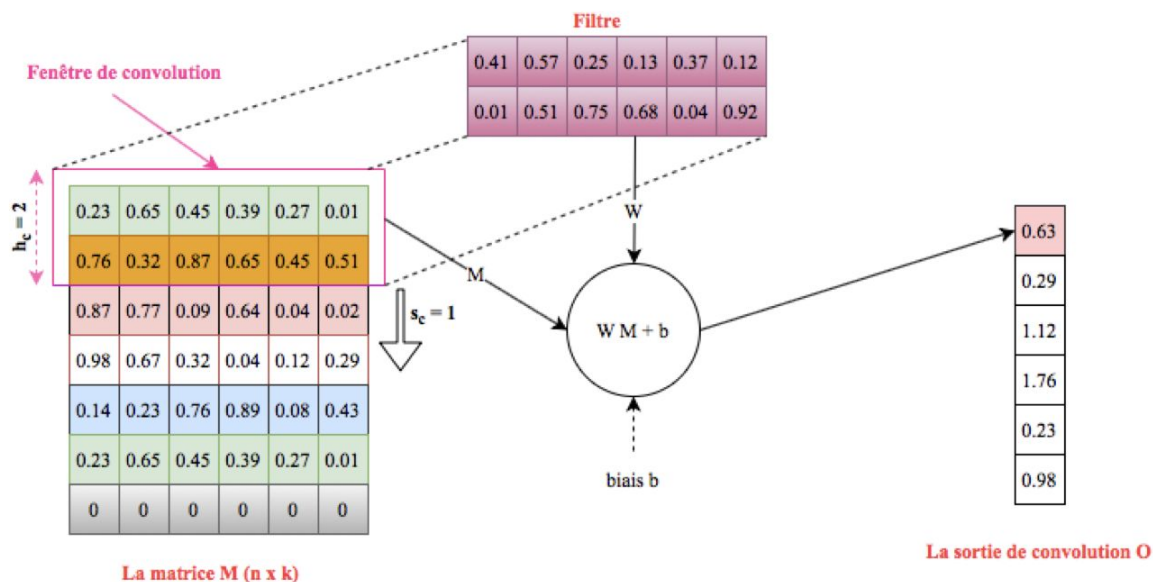 Filtre
0.41 0.57 0.25 0.13 0.37 0.12
0.01 0.51 0.75 0.68 0.04 0.92
Fenêtre de convolution
h_c = 2
0.23 0.65 0.45 0.39 0.27 0.01
0.76 0.32 0.87 0.65 0.45 0.51
0.87 0.77 0.09 0.64 0.04 0.02
0.98 0.67 0.32 0.04 0.12 0.29
0.14 0.23 0.76 0.89 0.08 0.43
0.23 0.65 0.45 0.39 0.27 0.01
0 0 0 0 0 0
La matrice M (n x k)
s_c = 1
M
W
W M + b
biais b
0.63
0.29
1.12
1.76
0.23
0.98
La sortie de convolution O